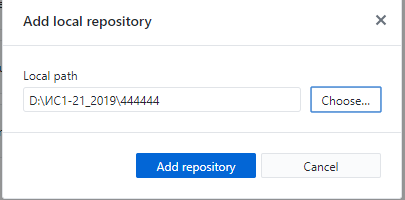 Add local repository
Local path
D:\ИС1-21_2019\444444
Choose...
Add repository
Cancel